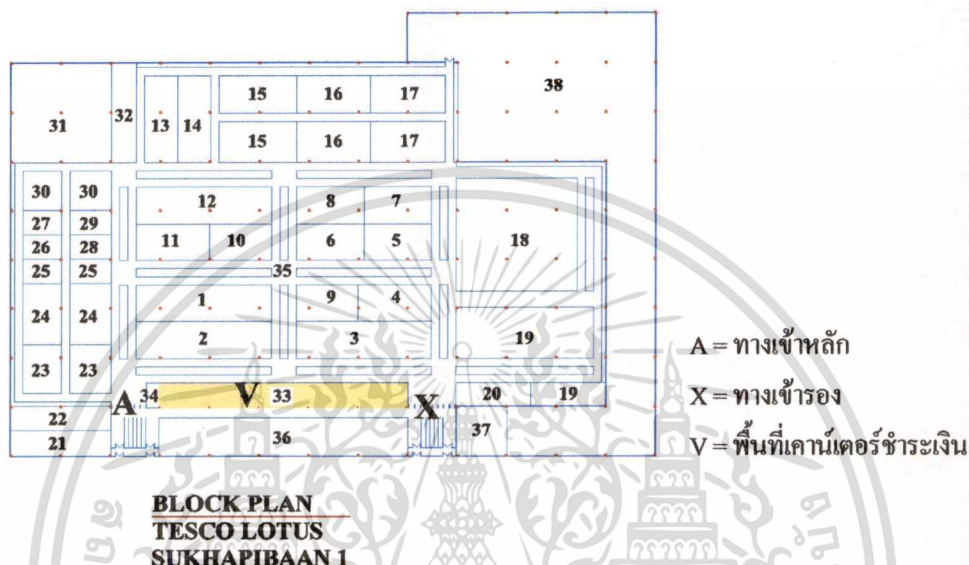 38
15 16 17
31 32 13 14
15 16 17
30 30 12 8 7
27 29
26 28 11 10 6 5 18
25 25 35
24 24 1 9 4
2 3 19
23 23
A 34 V 33 X 20 19
22
21 36 37
A = ทางเข้าหลัก
X = ทางเข้ารอง
V = พื้นที่เคาน์เตอร์ชำระเงิน
BLOCK PLAN
TESCO LOTUS
SUKHAPIBAAN 1